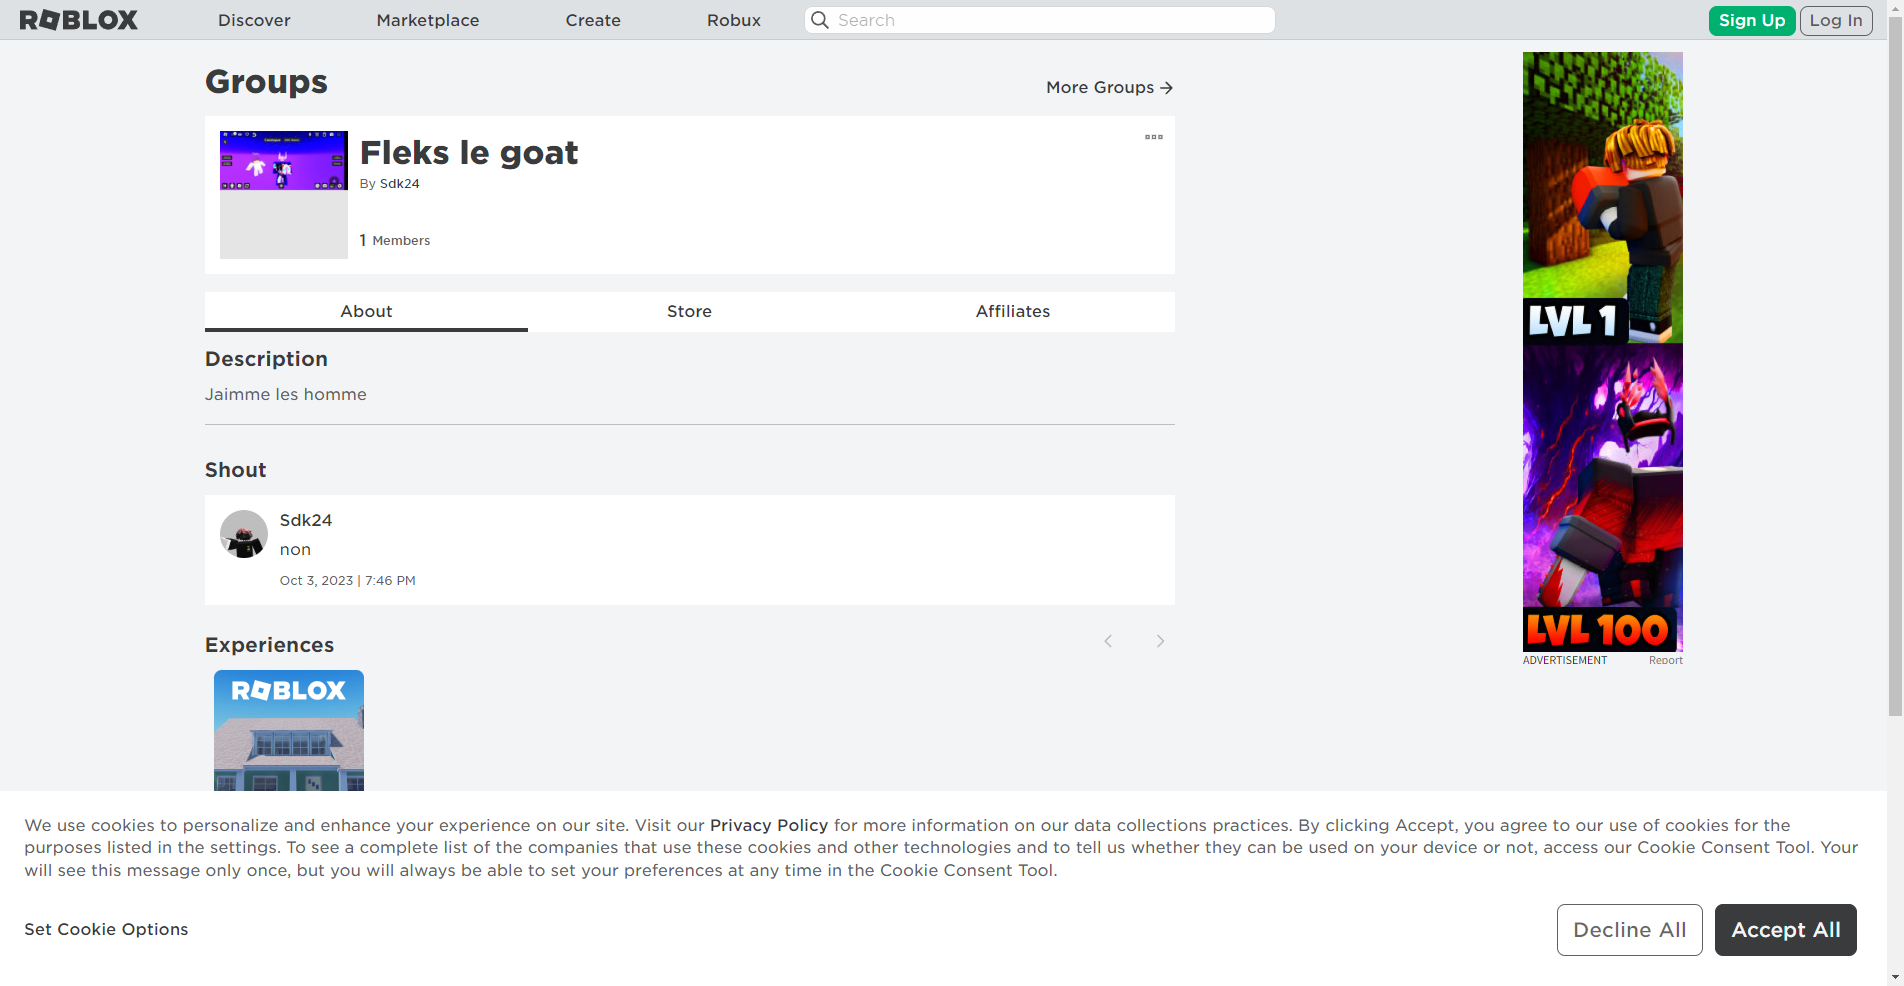 ROBLOX Discover Marketplace Create Robux Search Sign Up Log In
Groups
More Groups
Fleks le goat
By Sdk24
1 Members
About Store Affiliates
Description
Jaimme les homme
Shout
Sdk24
non
Oct 3, 2023 | 7:46 PM
Experiences
ROBLOX
LVL 1
LVL 100
ADVERTISEMENT Report
We use cookies to personalize and enhance your experience on our site. Visit our Privacy Policy for more information on our data collections practices. By clicking Accept, you agree to our use of cookies for the
purposes listed in the settings. To see a complete list of the companies that use these cookies and other technologies and to tell us whether they can be used on your device or not, access our Cookie Consent Tool. Your
will see this message only once, but you will always be able to set your preferences at any time in the Cookie Consent Tool.
Set Cookie Options
Decline All
Accept All